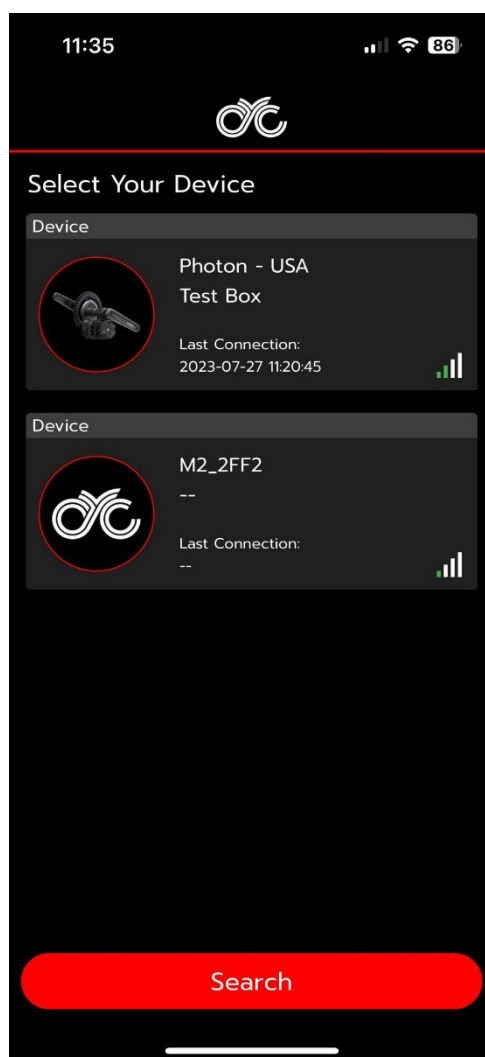 11:35
86
Select Your Device
Device
Photon - USA
Test Box
Last Connection:
2023-07-27 11:20:45
Device
M2_2FF2
--
Last Connection:
--
Search